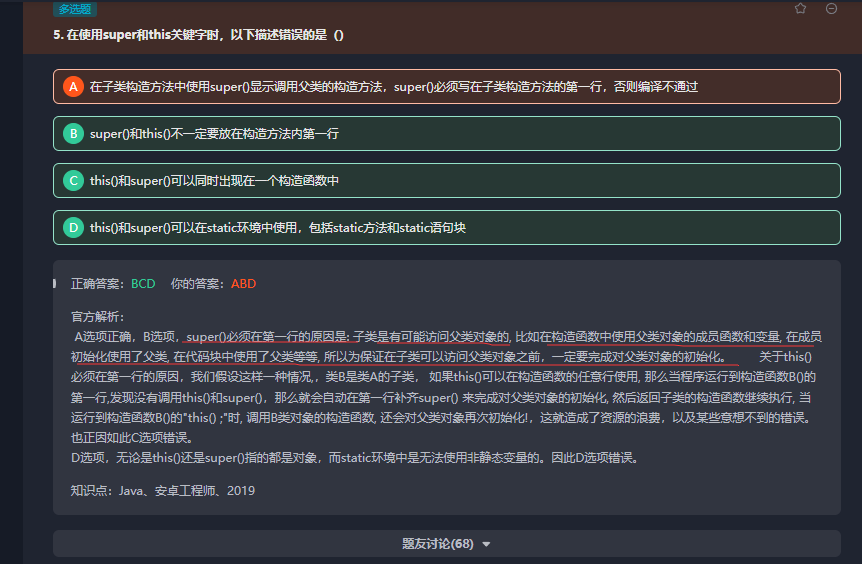 多选题
5. 在使用super和this关键字时，以下描述错误的是（）
A 在子类构造方法中使用super()显示调用父类的构造方法，super()必须写在子类构造方法的第一行，否则编译不通过
B super()和this()不一定要放在构造方法内第一行
C this()和super()可以同时出现在一个构造函数中
D this()和super()可以在static环境中使用，包括static方法和static语句块
正确答案：BCD 你的答案：ABD
官方解析：
A选项正确，B选项，super()必须在第一行的原因是: 子类是有可能访问父类对象的, 比如在构造函数中使用父类对象的成员函数和变量, 在成员
初始化使用了父类, 在代码块中使用了父类等等, 所以为保证在子类可以访问父类对象之前，一定要完成对父类对象的初始化。 关于this()
必须在第一行的原因，我们假设这样一种情况,，类B是类A的子类， 如果this()可以在构造函数的任意行使用, 那么当程序运行到构造函数B()的
第一行,发现没有调用this()和super()，那么就会自动在第一行补齐super() 来完成对父类对象的初始化, 然后返回子类的构造函数继续执行, 当
运行到构造函数B()的"this() ;"时, 调用B类对象的构造函数, 还会对父类对象再次初始化!，这就造成了资源的浪费，以及某些意想不到的错误。
也正因如此C选项错误。
D选项，无论是this()还是super()指的都是对象，而static环境中是无法使用非静态变量的。因此D选项错误。
知识点：Java、安卓工程师、2019
题友讨论(68)